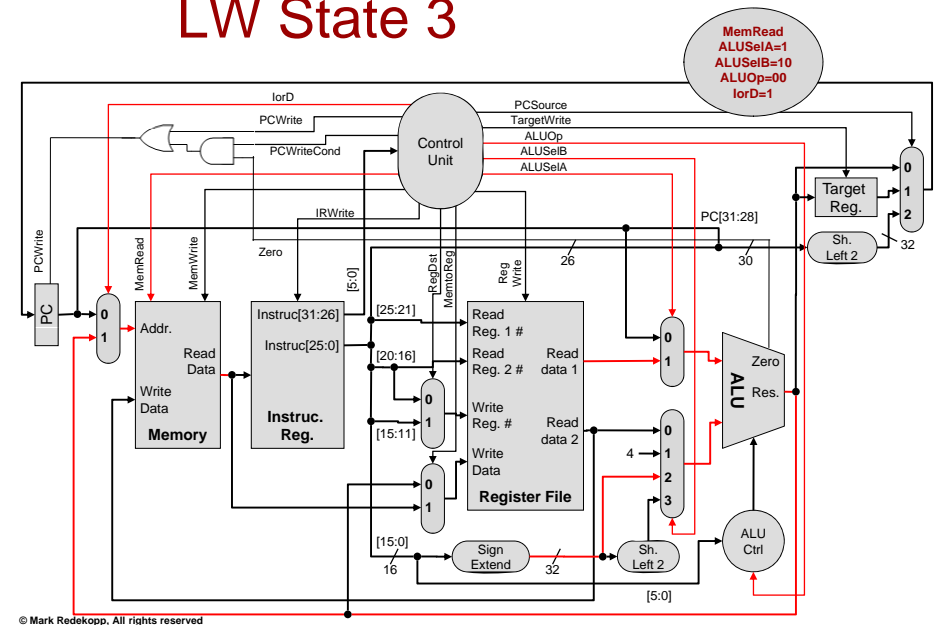 LW State 3
MemRead
ALUSelA=1
ALUSelB=10
ALUOp=00
IorD=1
IorD
PCWrite
PCWriteCond
Control
Unit
PCSource
TargetWrite
ALUOp
ALUSelB
ALUSelA
0
1
2
Target
Reg.
PC[31:28]
Sh.
Left 2
32
PCWrite
MemRead
MemWrite
IRWrite
Zero
[5:0]
RegDst
MemtoReg
Reg
Write
26
30
PC
0
1
Addr.
Read
Data
Write
Data
Memory
Instruc[31:26]
Instruc[25:0]
Instruc.
Reg.
[25:21]
[20:16]
[15:11]
0
1
0
1
Read
Reg. 1 #
Read
Reg. 2 #
Write
Reg. #
Write
Data
Read
data 1
Read
data 2
Register File
0
1
4
0
1
2
3
ALU
Zero
Res.
[15:0]
16
Sign
Extend
32
Sh.
Left 2
ALU
Ctrl
[5:0]
© Mark Redekopp, All rights reserved